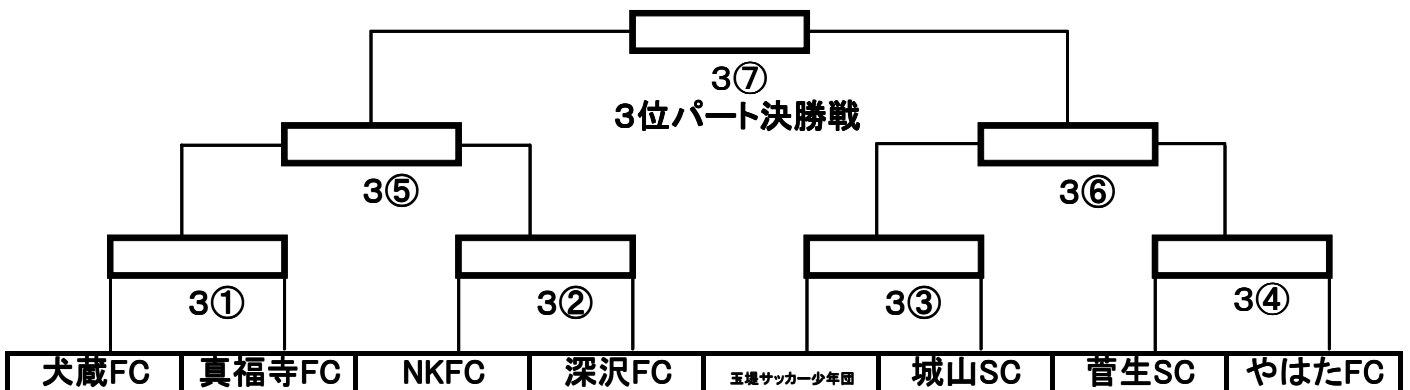 3⑦
3位パート決勝戦
3⑤
3⑥
3①
3②
3③
3④
犬蔵FC
真福寺FC
NKFC
深沢FC
玉堤サッカー少年団
城山SC
菅生SC
やはたFC